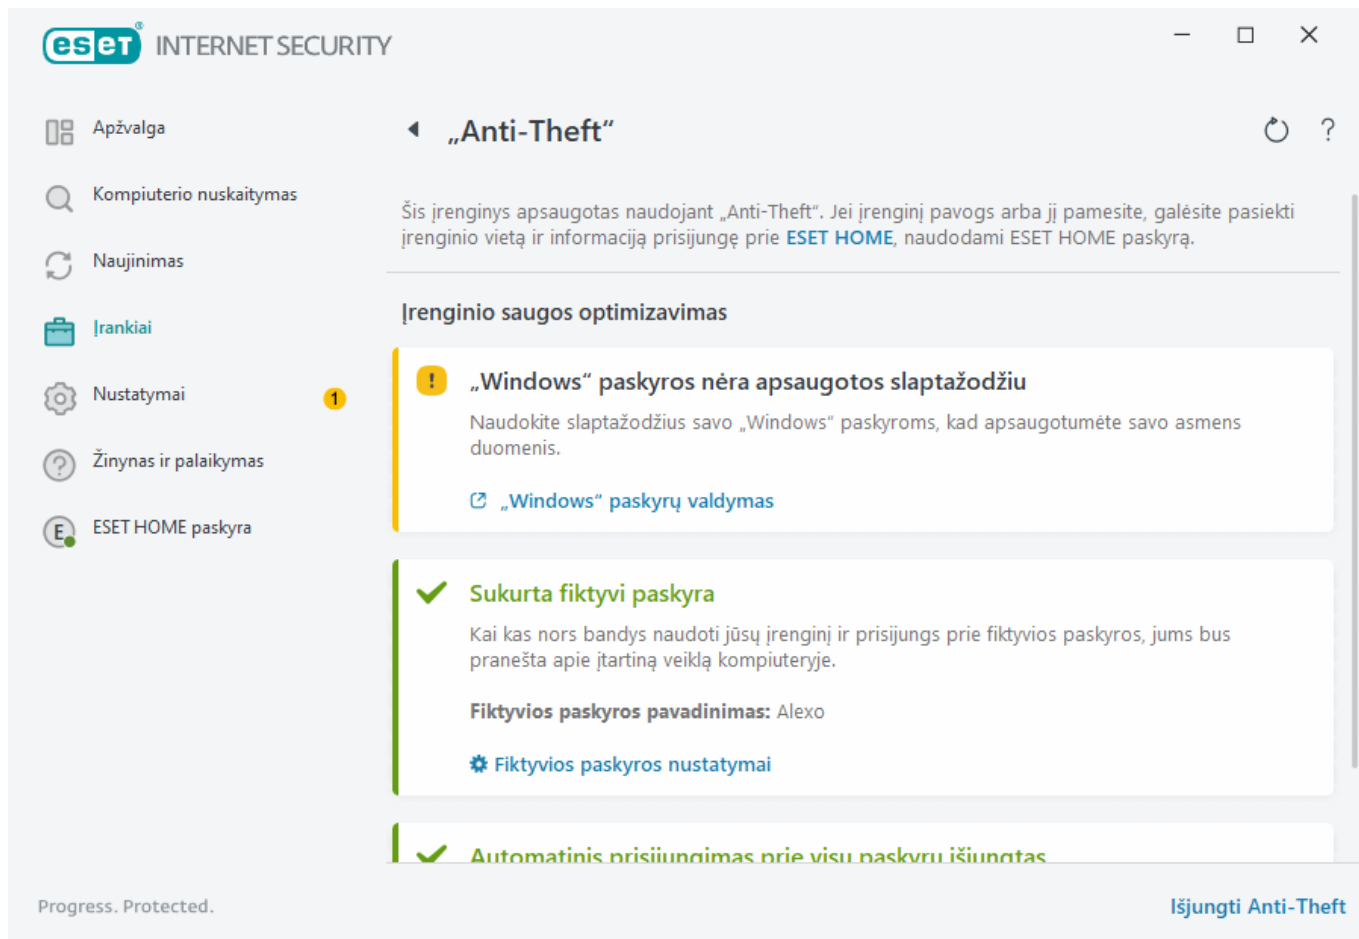 eset® INTERNET SECURITY
Apžvalga
Kompiuterio nuskaitymas
Naujinimas
Įrankiai
Nustatymai
1
Žinynas ir palaikymas
E
ESET HOME paskyra
„Anti-Theft“
?
Šis įrenginys apsaugotas naudojant „Anti-Theft“. Jei įrenginį pavogs arba jį pamesite, galėsite pasiekti
įrenginio vietą ir informaciją prisijungę prie ESET HOME, naudodami ESET HOME paskyrą.
Įrenginio saugos optimizavimas
„Windows“ paskyros nėra apsaugotos slaptažodžiu
Naudokite slaptažodžius savo „Windows“ paskyroms, kad apsaugotumėte savo asmens
duomenis.
„Windows“ paskyrų valdymas
Sukurta fiktyvi paskyra
Kai kas nors bandys naudoti jūsų įrenginį ir prisijungs prie fiktyvios paskyros, jums bus
pranešta apie įtartiną veiklą kompiuteryje.
Fiktyvios paskyros pavadinimas: Alexo
Fiktyvios paskyros nustatymai
Automatinis prisijungimas prie visų paskyrų išjungtas
Progress. Protected.
Išjungti Anti-Theft